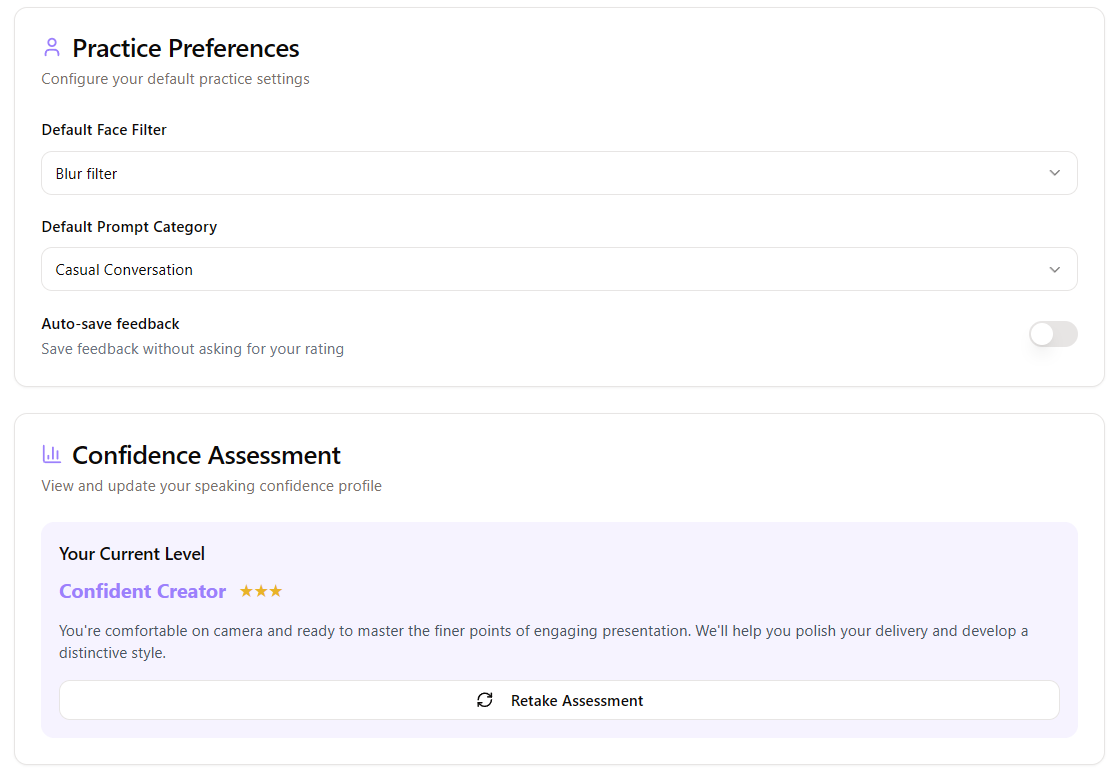 Practice Preferences
Configure your default practice settings
Default Face Filter
Blur filter
Default Prompt Category
Casual Conversation
Auto-save feedback
Save feedback without asking for your rating
Confidence Assessment
View and update your speaking confidence profile
Your Current Level
Confident Creator ★★★
You're comfortable on camera and ready to master the finer points of engaging presentation. We'll help you polish your delivery and develop a
distinctive style.
Retake Assessment